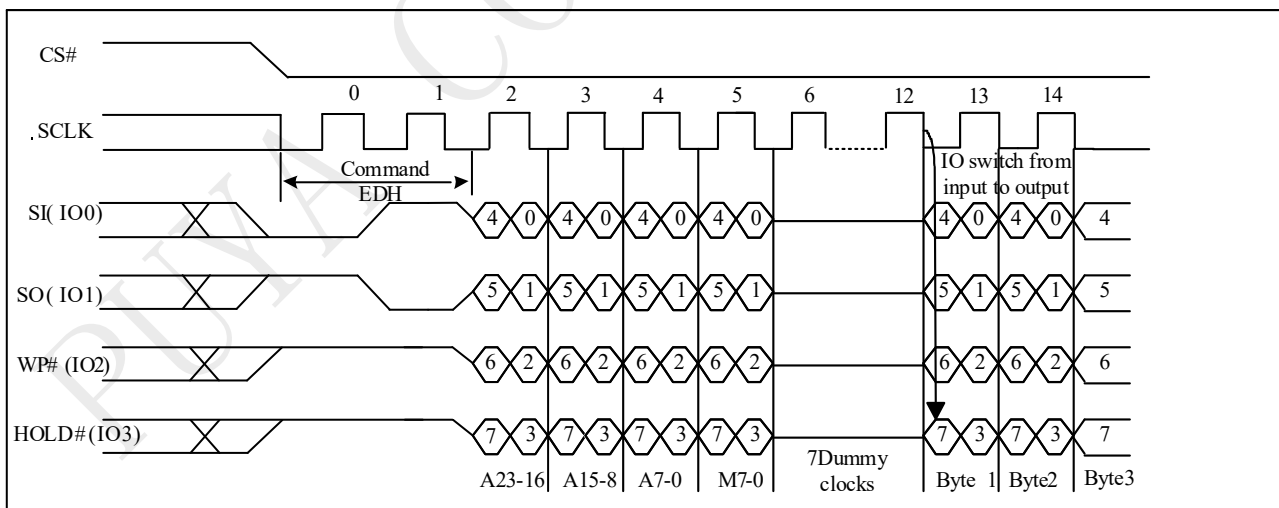 PUYA CO
CS#
0 1 2 3 4 5 6 12 13 14
.SCLK
Command
EDH
IO switch from
input to output
SI( IO0)
4 0 4 0 4 0 4 0 4 0 4 0 4
SO( IO1)
5 1 5 1 5 1 5 1 5 1 5 1 5
WP# (IO2)
6 2 6 2 6 2 6 2 6 2 6 2 6
HOLD# (IO3)
7 3 7 3 7 3 7 3 7 3 7 3 7
A23-16 A15-8 A7-0 M7-0
7Dummy
clocks
Byte 1 Byte2 Byte3